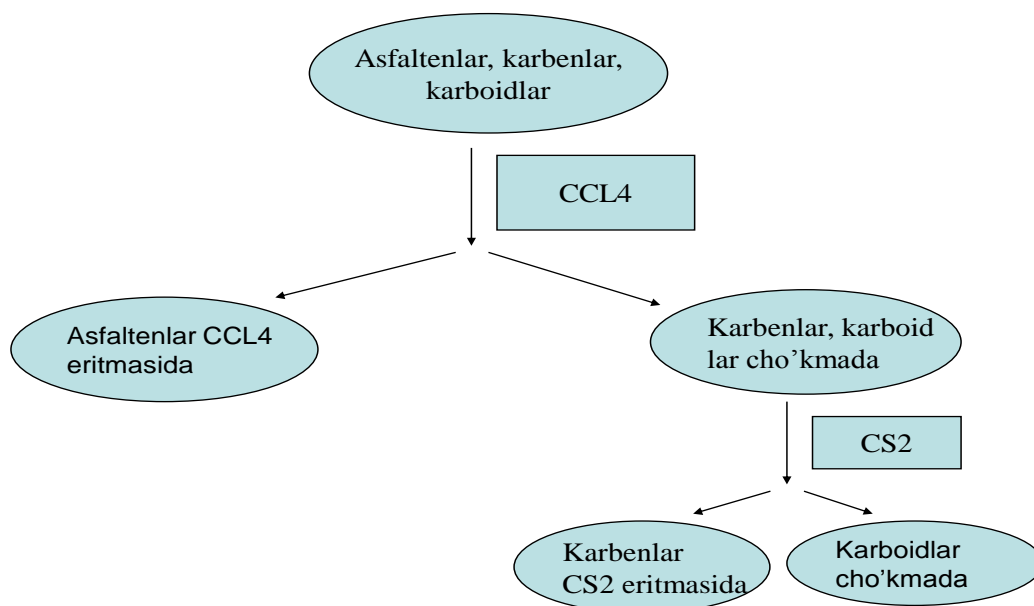 Asfaltenlar, karbenlar,
karboidlar
CCL4
Asfaltenlar CCL4
eritmasida
Karbenlar, karboid
lar cho’kmada
CS2
Karbenlar
CS2 eritmasida
Karboidlar
cho’kmada